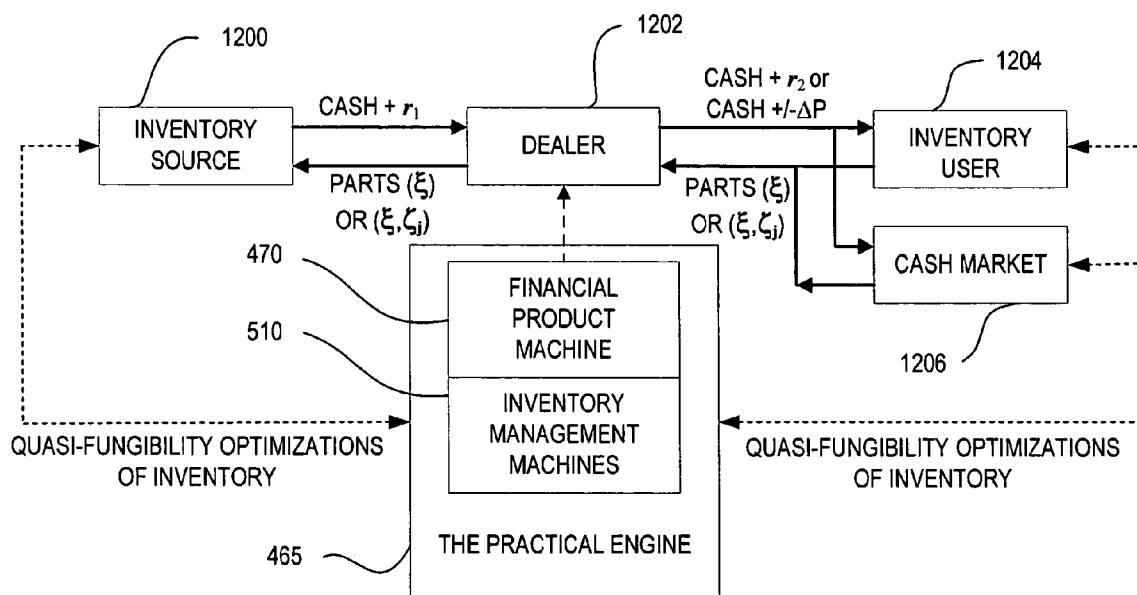 1200
1202
1204
CASH + r1
CASH + r2 or
CASH +/-ΔP
INVENTORY
SOURCE
DEALER
INVENTORY
USER
PARTS (ξ)
OR (ξ,ζj)
PARTS (ξ)
OR (ξ,ζj)
CASH MARKET
1206
470
FINANCIAL
PRODUCT
MACHINE
510
INVENTORY
MANAGEMENT
MACHINES
QUASI-FUNGIBILITY OPTIMIZATIONS
OF INVENTORY
QUASI-FUNGIBILITY OPTIMIZATIONS
OF INVENTORY
THE PRACTICAL ENGINE
465